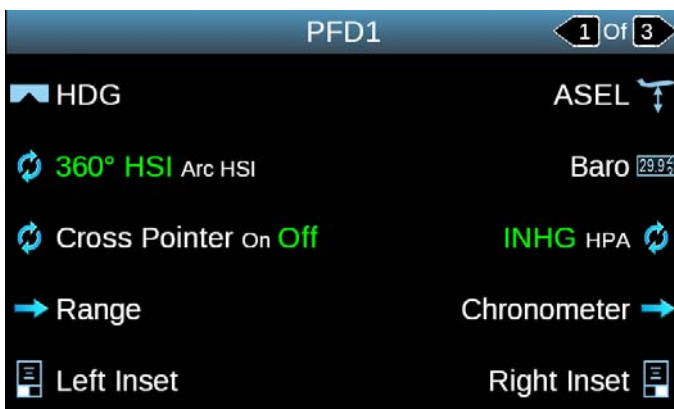 PFD1 1 Of 3
HDG ASEL
360° HSI Arc HSI Baro
Cross Pointer On Off INHG HPA
Range Chronometer
Left Inset Right Inset